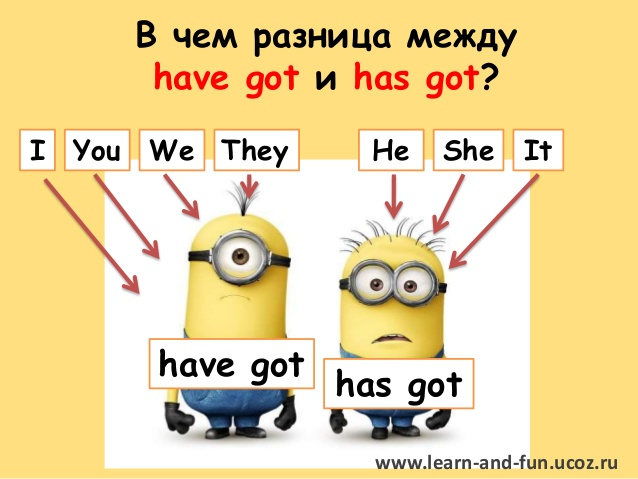 В чем разница между
have got и has got?
I You We They He She It
have got
has got
www.learn-and-fun.ucoz.ru